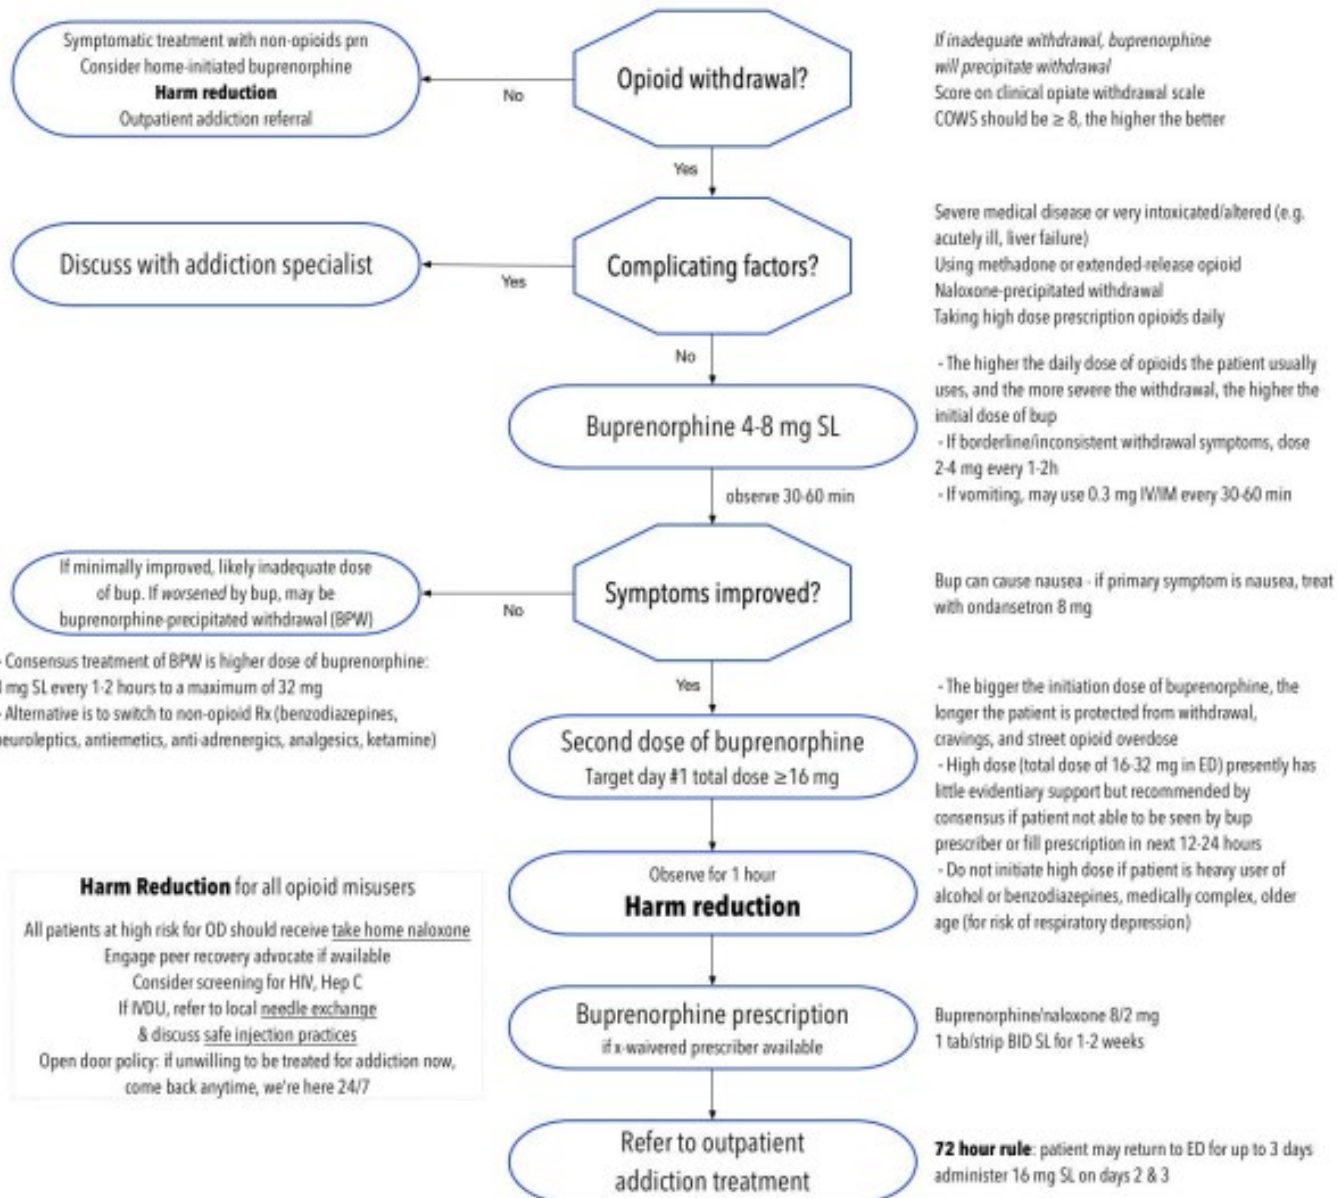 Symptomatic treatment with non-opioids prn
Consider home-initiated buprenorphine
Harm reduction
Outpatient addiction referral
No
Opioid withdrawal?
If inadequate withdrawal, buprenorphine
will precipitate withdrawal
Score on clinical opiate withdrawal scale
COWS should be ≥ 8, the higher the better
Yes
Discuss with addiction specialist
Yes
Complicating factors?
Severe medical disease or very intoxicated/altered (e.g.
acutely ill, liver failure)
Using methadone or extended-release opioid
Naloxone-precipitated withdrawal
Taking high dose prescription opioids daily
No
Buprenorphine 4-8 mg SL
- The higher the daily dose of opioids the patient usually
uses, and the more severe the withdrawal, the higher the
initial dose of bup
- If borderline/inconsistent withdrawal symptoms, dose
2-4 mg every 1-2h
- If vomiting, may use 0.3 mg IV/IM every 30-60 min
observe 30-60 min
If minimally improved, likely inadequate dose
of bup. If worsened by bup, may be
buprenorphine-precipitated withdrawal (BPW)
No
Symptoms improved?
Bup can cause nausea - if primary symptom is nausea, treat
with ondansetron 8 mg
- Consensus treatment of BPW is higher dose of buprenorphine:
mg SL every 1-2 hours to a maximum of 32 mg
- Alternative is to switch to non-opioid Rx (benzodiazepines,
antiemetics, anti-adrenergics, analgesics, ketamine)
Yes
Second dose of buprenorphine
Target day #1 total dose ≥16 mg
- The bigger the initiation dose of buprenorphine, the
longer the patient is protected from withdrawal,
cravings, and street opioid overdose
- High dose (total dose of 16-32 mg in ED) presently has
little evidentiary support but recommended by
consensus if patient not able to be seen by bup
prescriber or fill prescription in next 12-24 hours
- Do not initiate high dose if patient is heavy user of
alcohol or benzodiazepines, medically complex, older
age (for risk of respiratory depression)
Observe for 1 hour
Harm reduction
Harm Reduction for all opioid misusers
All patients at high risk for OD should receive take home naloxone
Engage peer recovery advocate if available
Consider screening for HIV, Hep C
If IVDU, refer to local needle exchange
& discuss safe injection practices
Open door policy: if unwilling to be treated for addiction now,
come back anytime, we're here 24/7
Buprenorphine prescription
if x-waivered prescriber available
Buprenorphine/naloxone 8/2 mg
1 tab/strip BID SL for 1-2 weeks
Refer to outpatient
addiction treatment
72 hour rule: patient may return to ED for up to 3 days
administer 16 mg SL on days 2 & 3